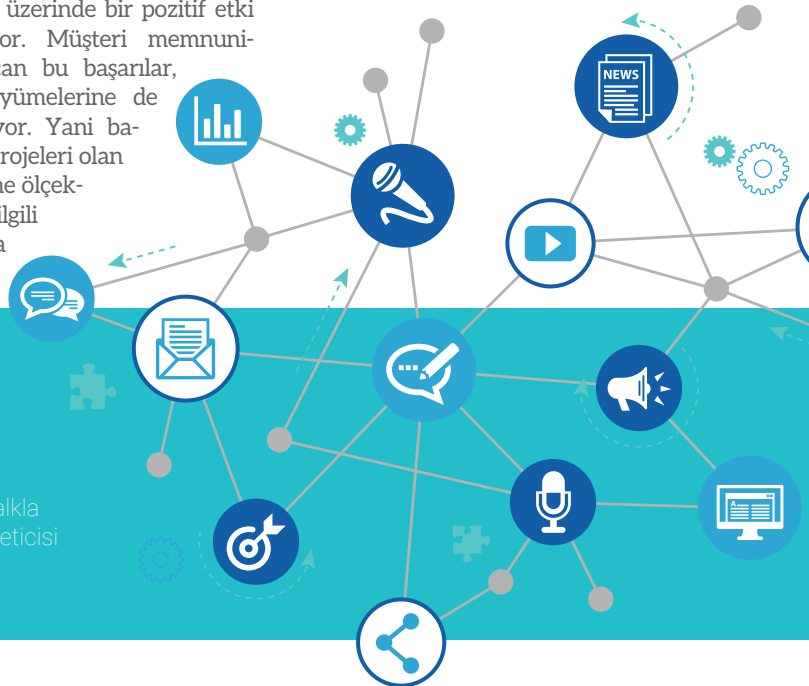 üzerinde bir pozitif etki
or. Müşteri memnuni-
an bu başarılar,
yümelerine de
yor. Yani ba-
rojeleri olan
ne ölçek-
ilgili
a
alkla
eticisi
NEWS